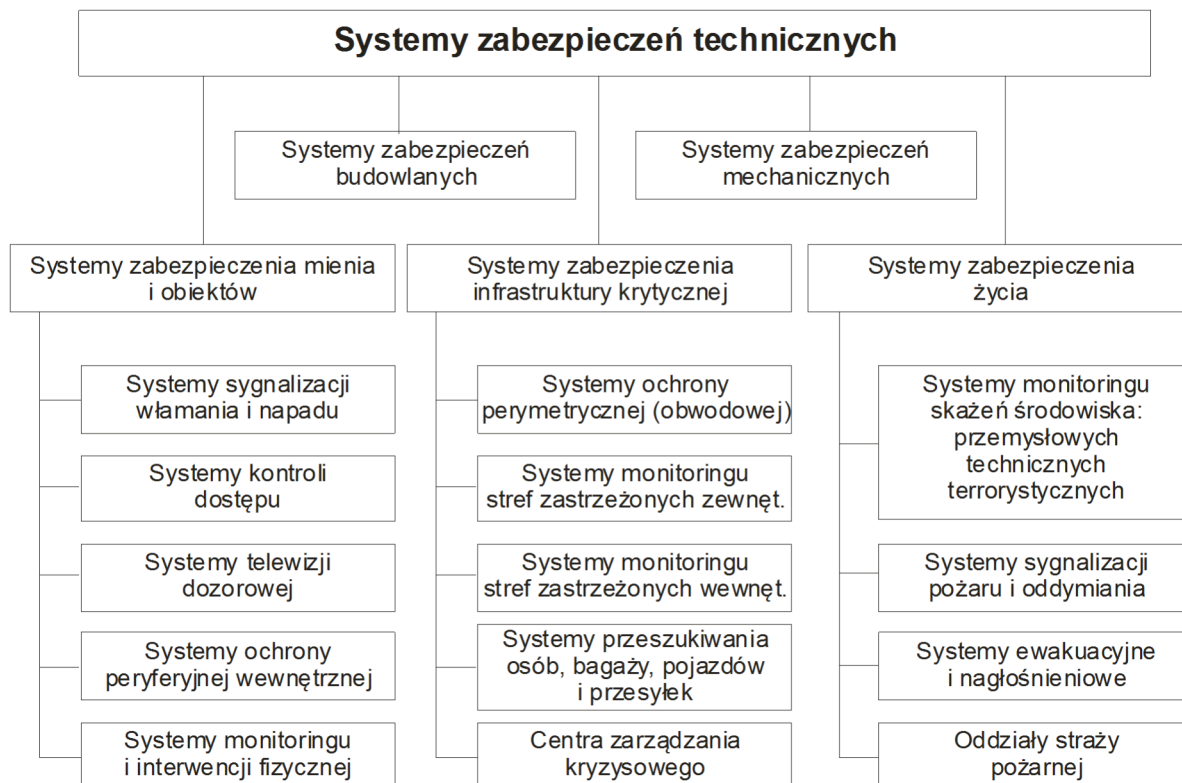 Systemy zabezpieczeń technicznych
Systemy zabezpieczeń
budowlanych
Systemy zabezpieczeń
mechanicznych
Systemy zabezpieczenia mienia
i obiektów
Systemy sygnalizacji
włamania i napadu
Systemy kontroli
dostępu
Systemy telewizji
dozorowej
Systemy ochrony
peryferyjnej wewnętrznej
Systemy monitoringu
i interwencji fizycznej
Systemy zabezpieczenia
infrastruktury krytycznej
Systemy ochrony
perymetrycznej (obwodowej)
Systemy monitoringu
stref zastrzeżonych zewnęt.
Systemy monitoringu
stref zastrzeżonych wewnęt.
Systemy przeszukiwania
osób, bagaży, pojazdów
i przesyłek
Centra zarządzania
kryzysowego
Systemy zabezpieczenia
życia
Systemy monitoringu
skażeń środowiska:
przemysłowych
technicznych
terrorystycznych
Systemy sygnalizacji
pożaru i oddymiania
Systemy ewakuacyjne
i nagłośnieniowe
Oddziały straży
pożarnej